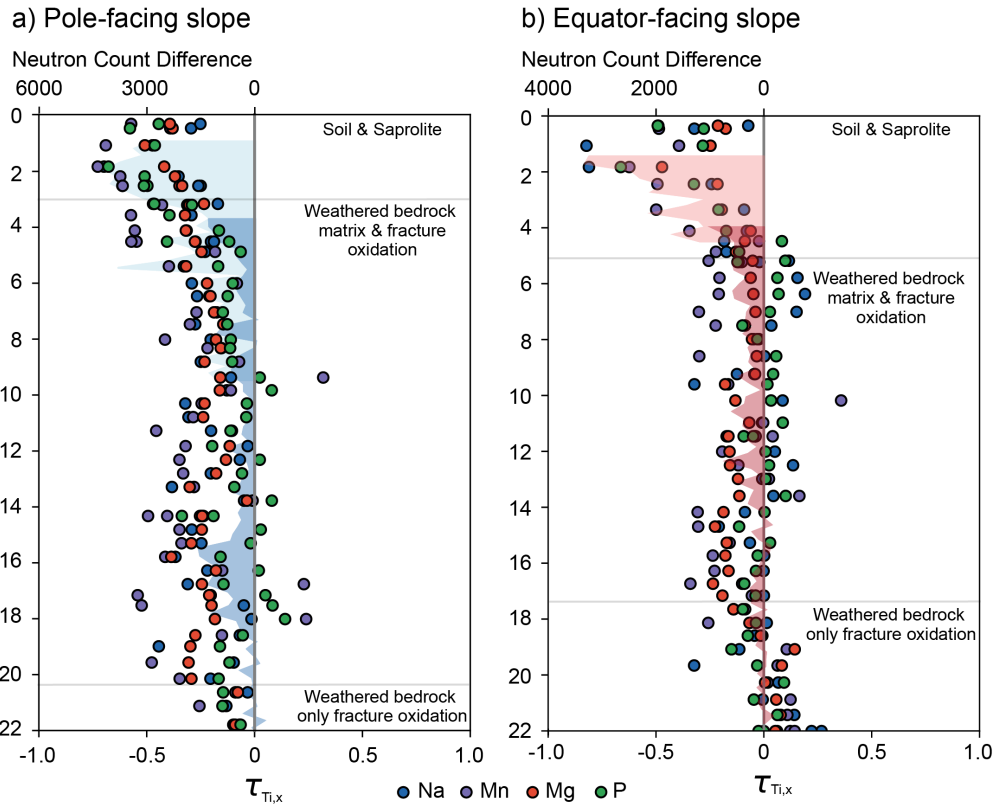 a) Pole-facing slope
Neutron Count Difference
6000 3000 0
0
2
4
6
8
10
12
14
16
18
20
22
Soil & Saprolite
Weathered bedrock
matrix & fracture
oxidation
Weathered bedrock
only fracture oxidation
-1.0 -0.5 0 0.5 1.0
τTi,x
b) Equator-facing slope
Neutron Count Difference
4000 2000 0
0
2
4
6
8
10
12
14
16
18
20
22
Soil & Saprolite
Weathered bedrock
matrix & fracture
oxidation
Weathered bedrock
only fracture oxidation
-1.0 -0.5 0 0.5 1.0
τTi,x
Na Mn Mg P